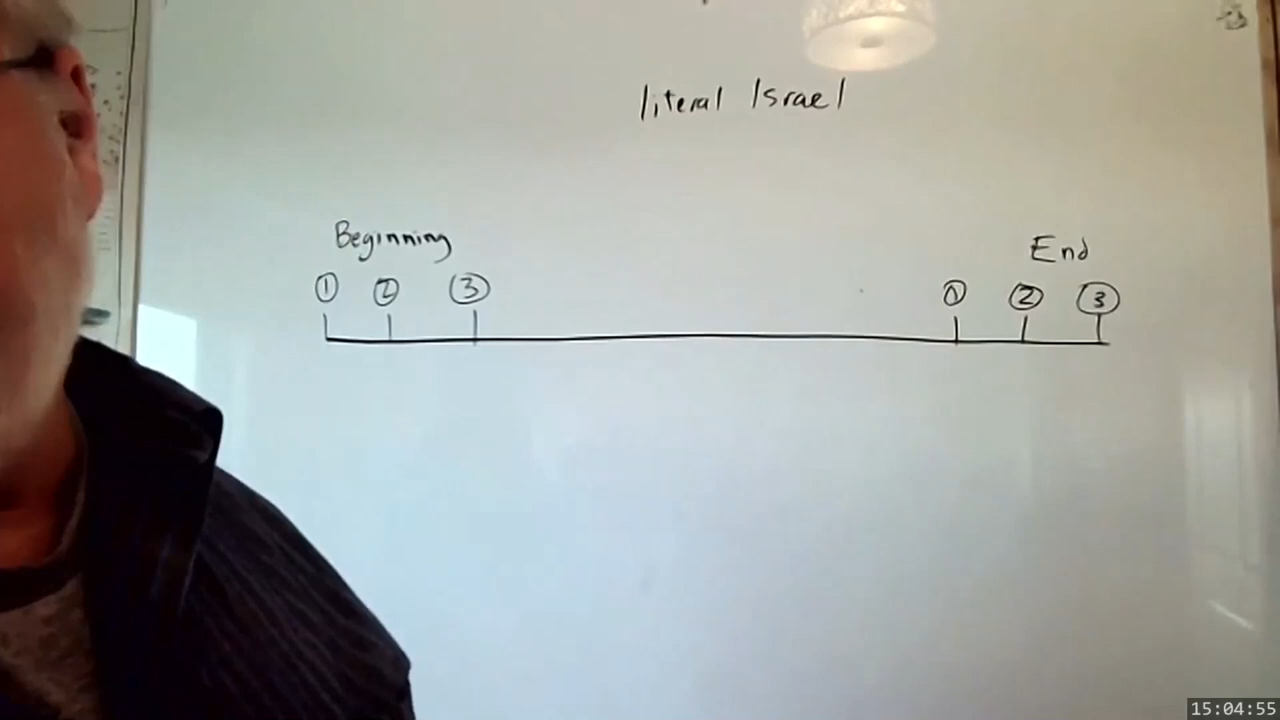 literal Israel
Beginning
End
① ② ③
① ② ③
15:04:55